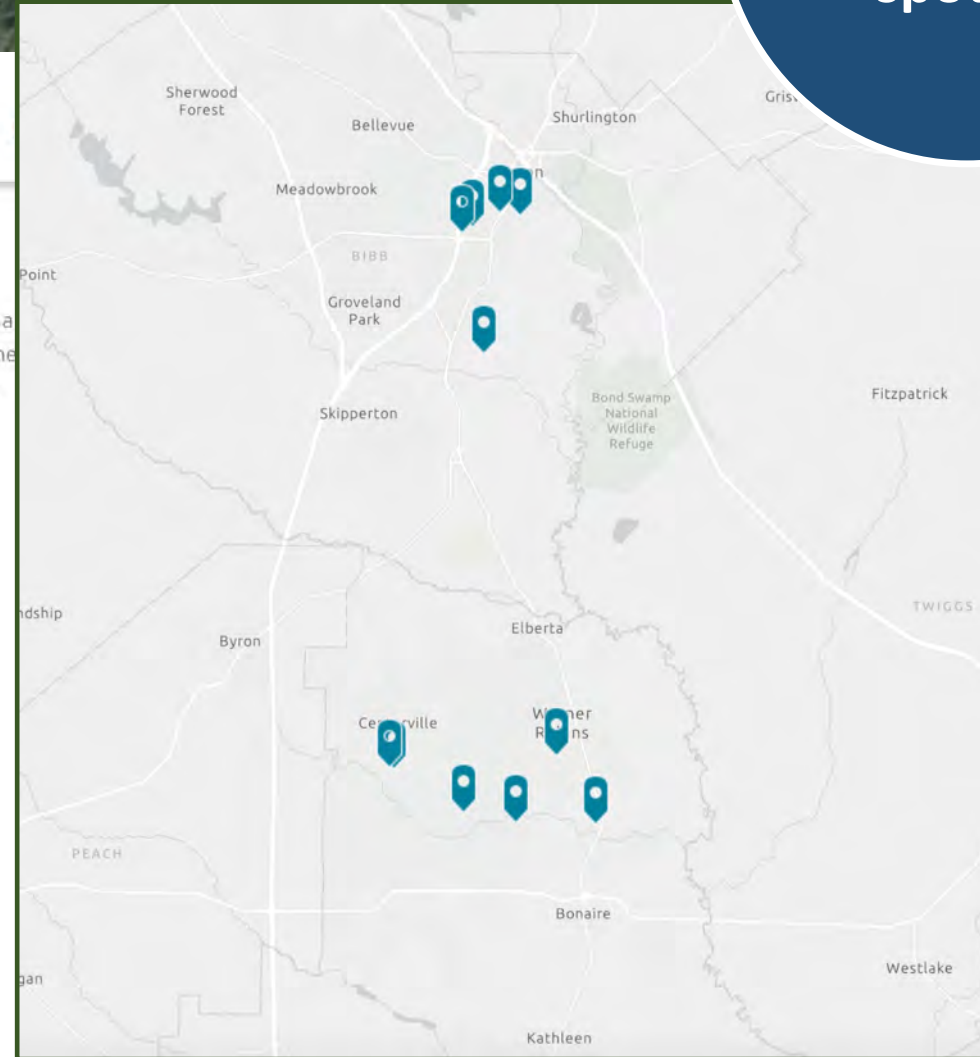 Sherwood
Forest
Bellevue
Shurlington
Meadowbrook
BIBB
Point
Groveland
Park
Skipperton
Bond Swamp
National
Wildlife
Refuge
Fitzpatrick
TWIGGS
Elberta
Byron
PEACH
Bonaire
Westlake
Kathleen